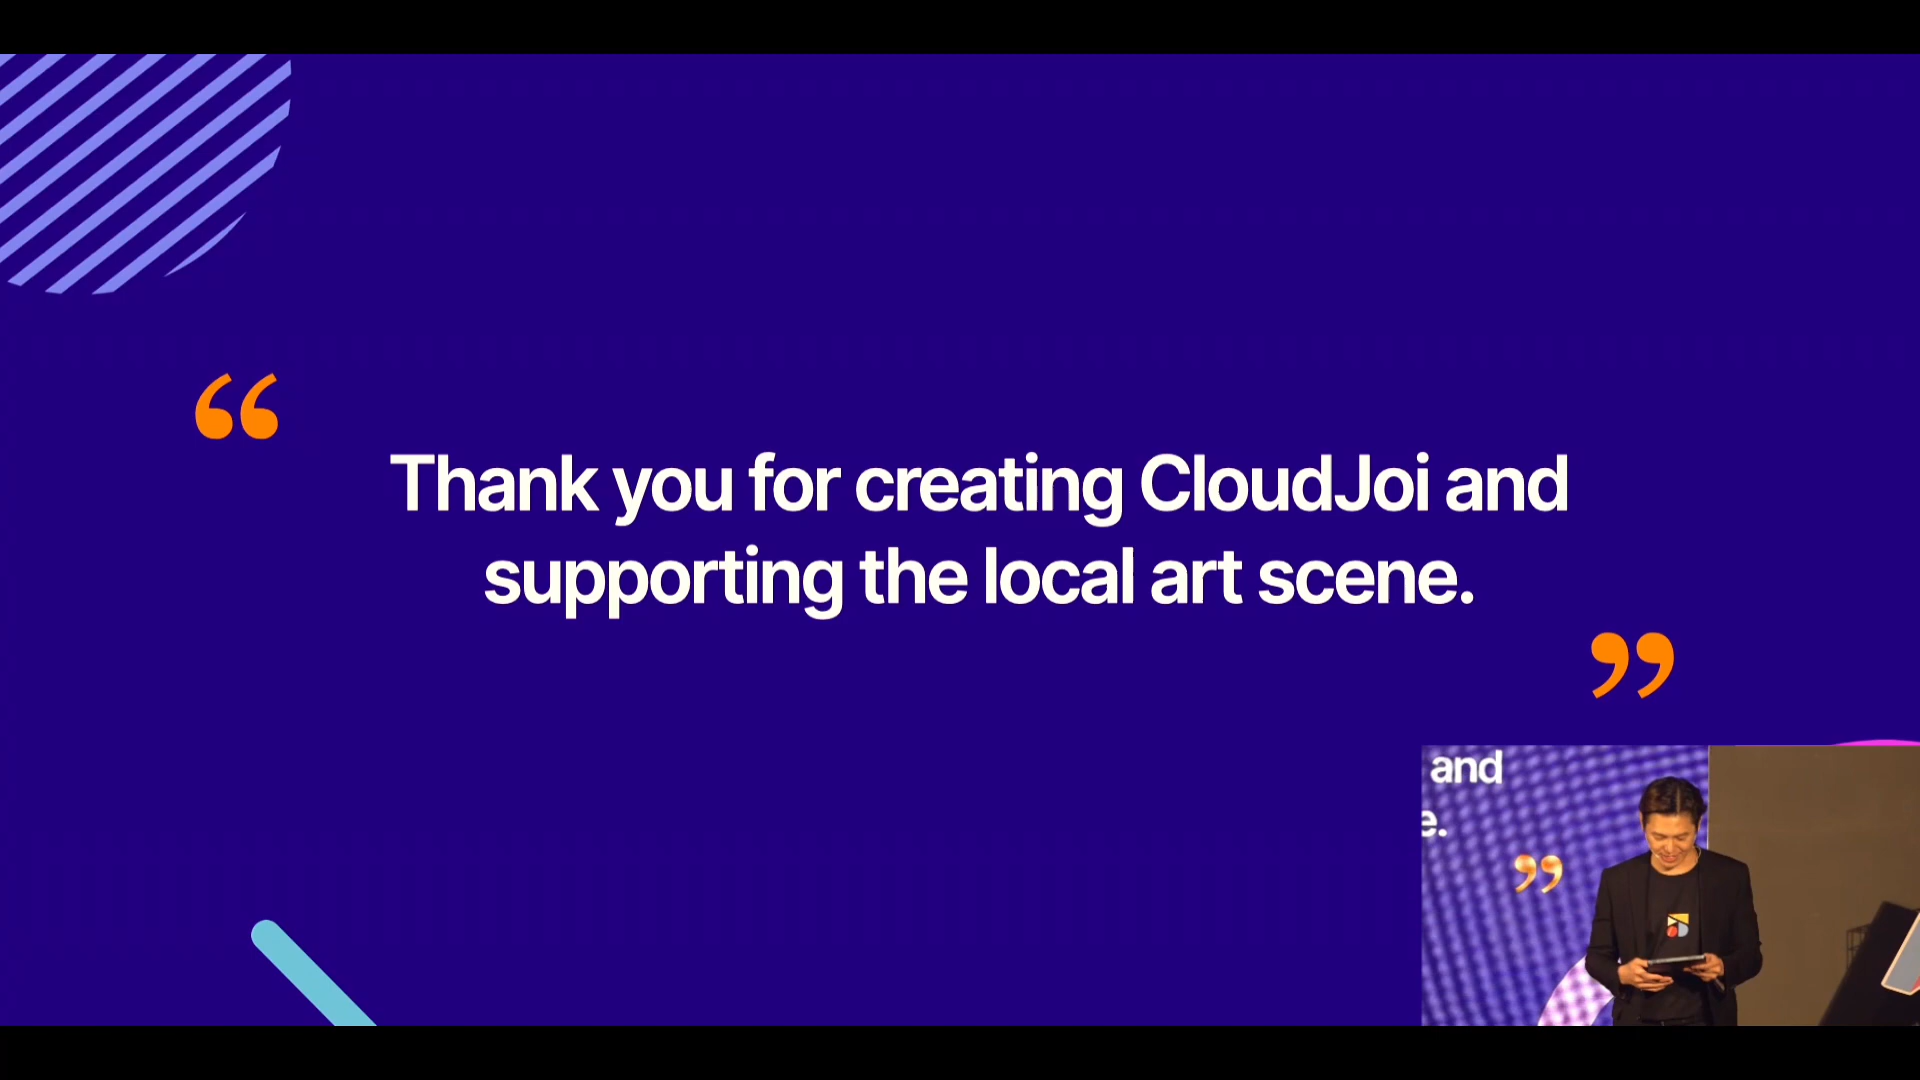 “
Thank you for creating CloudJoi and
supporting the local art scene.
”
and
e.
”